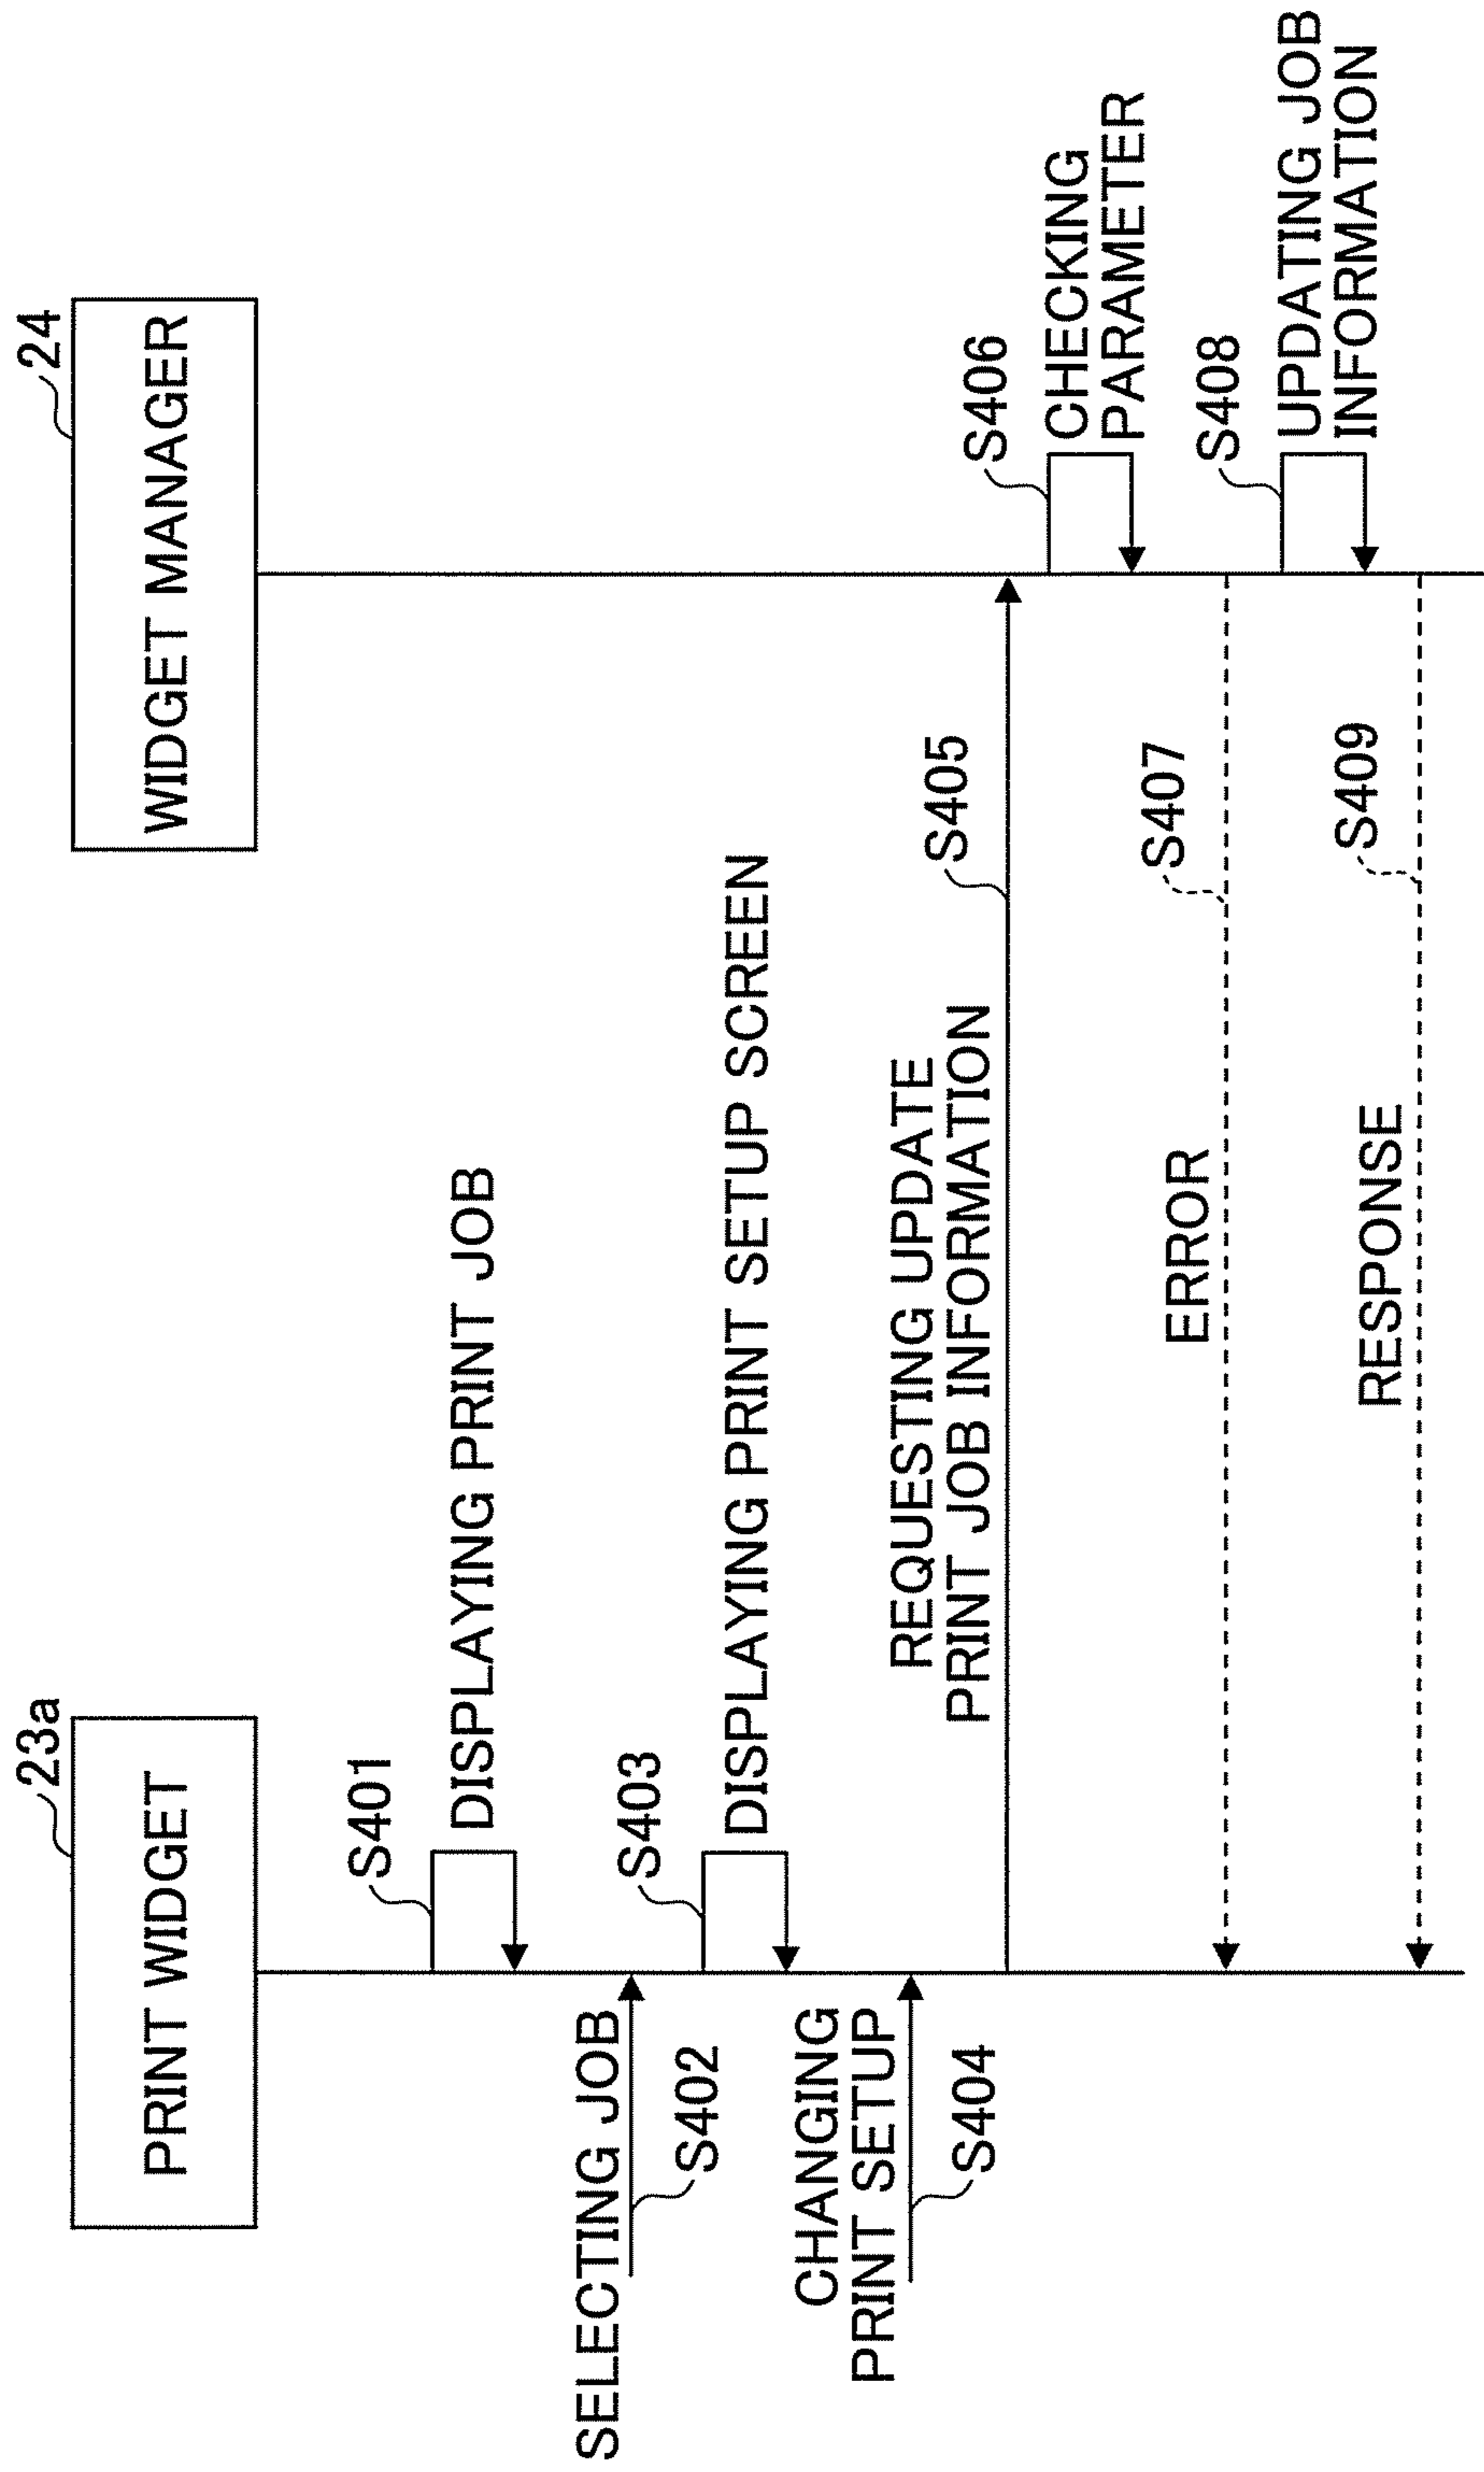 23a
PRINT WIDGET
24
WIDGET MANAGER
S401
DISPLAYING PRINT JOB
SELECTING JOB
S402
S403
DISPLAYING PRINT SETUP SCREEN
CHANGING
PRINT SETUP
S404
REQUESTING UPDATE
PRINT JOB INFORMATION
S405
S406
CHECKING
PARAMETER
ERROR
S407
S408
UPDATING JOB
INFORMATION
RESPONSE
S409